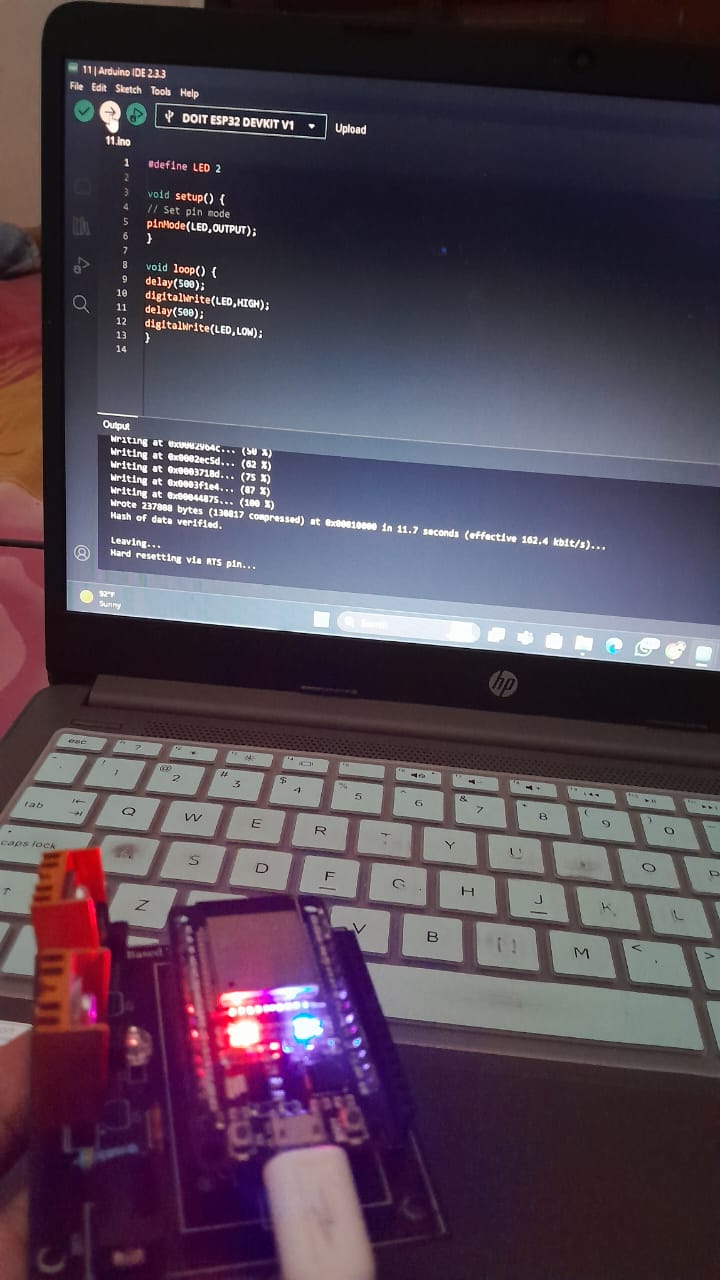 11 | Arduino IDE 2.3.3
File Edit Sketch Tools Help
DOIT ESP32 DEVKIT V1
Upload
11.ino
1 #define LED 2
2
3 void setup() {
4 // Set pin mode
5 pinMode(LED,OUTPUT);
6 }
7
8 void loop() {
9 delay(500);
10 digitalWrite(LED,HIGH);
11 delay(500);
12 digitalWrite(LED,LOW);
13 }
14
Output
Writing at 0x0002964c... (50 %)
Writing at 0x0002ec5d... (62 %)
Writing at 0x0003718d... (75 %)
Writing at 0x0003f1e4... (87 %)
Writing at 0x00044875... (100 %)
Wrote 237808 bytes (130817 compressed) at 0x00010000 in 11.7 seconds (effective 162.4 kbit/s)...
Hash of data verified.
Leaving...
Hard resetting via RTS pin...
92°F
Sunny
Search
hp
esc
! 1 @ 2 # 3 $ 4 % 5 ^ 6 & 7 * 8 ( 9 ) 0
tab Q W E R T Y U O P
caps lock S D F G H J K L
Z V B M < , >
Based